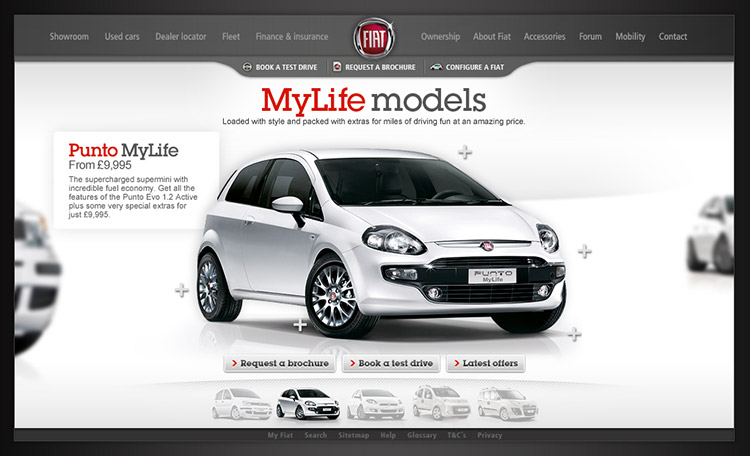 Showroom Used cars Dealer locator Fleet Finance & insurance FIAT Ownership About Fiat Accessories Forum Mobility Contact
BOOK A TEST DRIVE REQUEST A BROCHURE CONFIGURE A FIAT
MyLife models
Loaded with style and packed with extras for miles of driving fun at an amazing price.
Punto MyLife
From £9,995
The supercharged supermini with
incredible fuel economy. Get all the
features of the Punto Evo 1.2 Active
plus some very special extras for
just £9,995.
PUNTO
MyLife
Request a brochure Book a test drive Latest offers
My Fiat Search Sitetmap Help Glossary T&C's Privacy